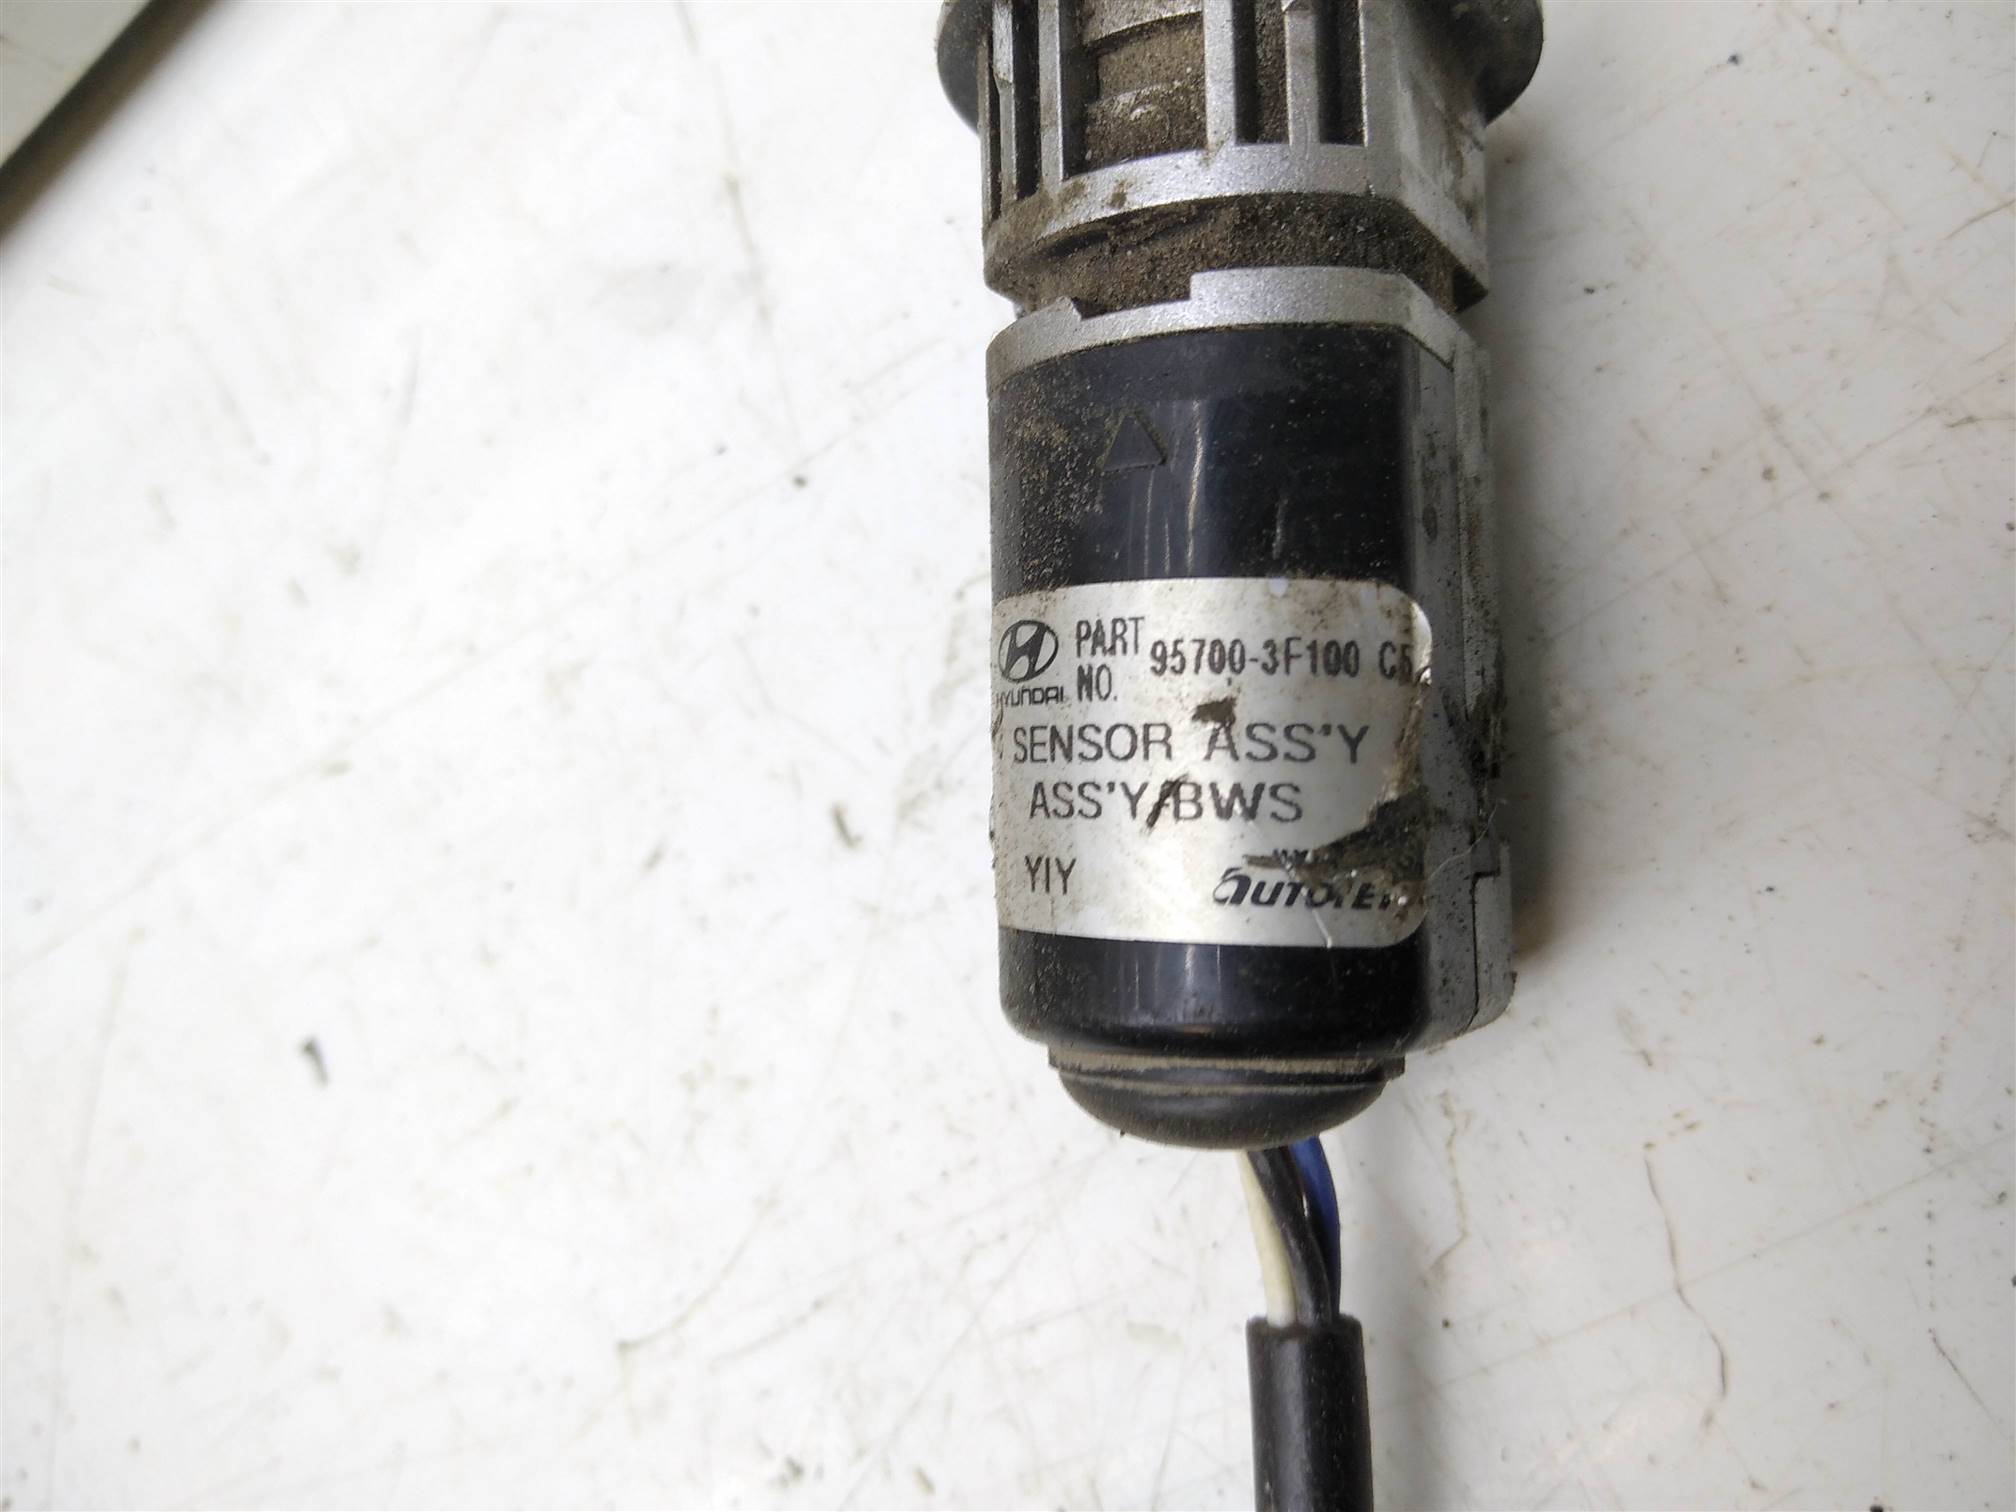 HYUNDAI
PART NO. 95700-3F100 C5
SENSOR ASS'Y
ASS'Y/BWS
YIY